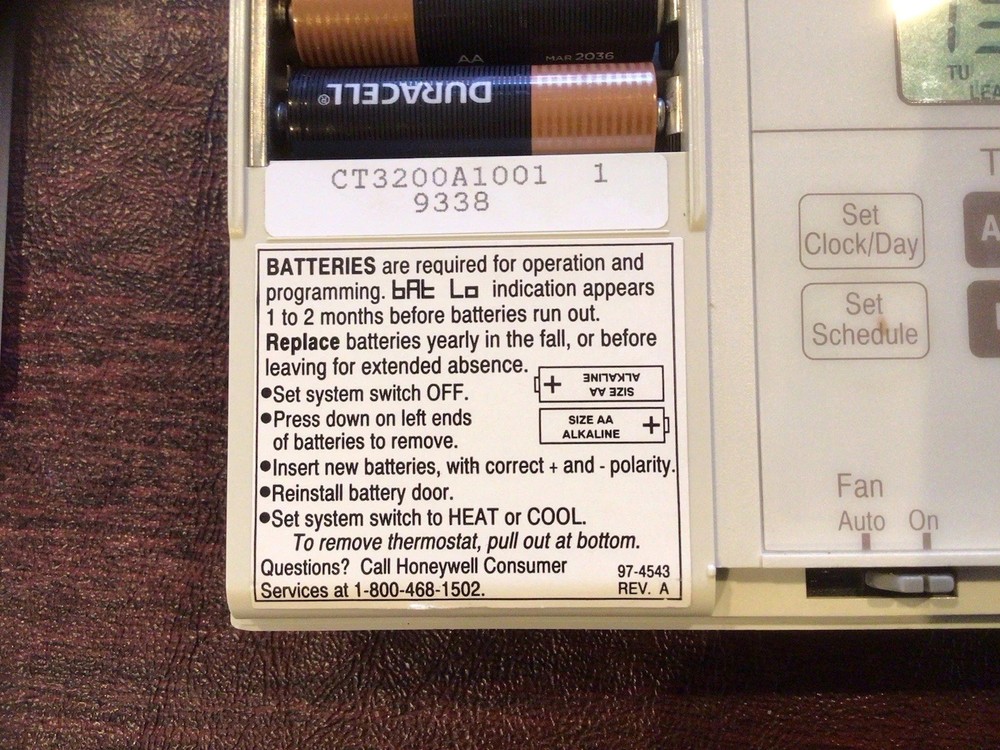 AA MAR 2036
DURACELL®
CT3200A1001 1
9338
BATTERIES are required for operation and
programming. bAt Lo indication appears
1 to 2 months before batteries run out.
Replace batteries yearly in the fall, or before
leaving for extended absence.
+ SIZE AA
ALKALINE
•Set system switch OFF.
•Press down on left ends
of batteries to remove.
SIZE AA +
ALKALINE
•Insert new batteries, with correct + and - polarity.
•Reinstall battery door.
•Set system switch to HEAT or COOL.
To remove thermostat, pull out at bottom.
Questions? Call Honeywell Consumer
Services at 1-800-468-1502.
97-4543
REV. A
TU
Set
Clock/Day
Set
Schedule
Fan
Auto On